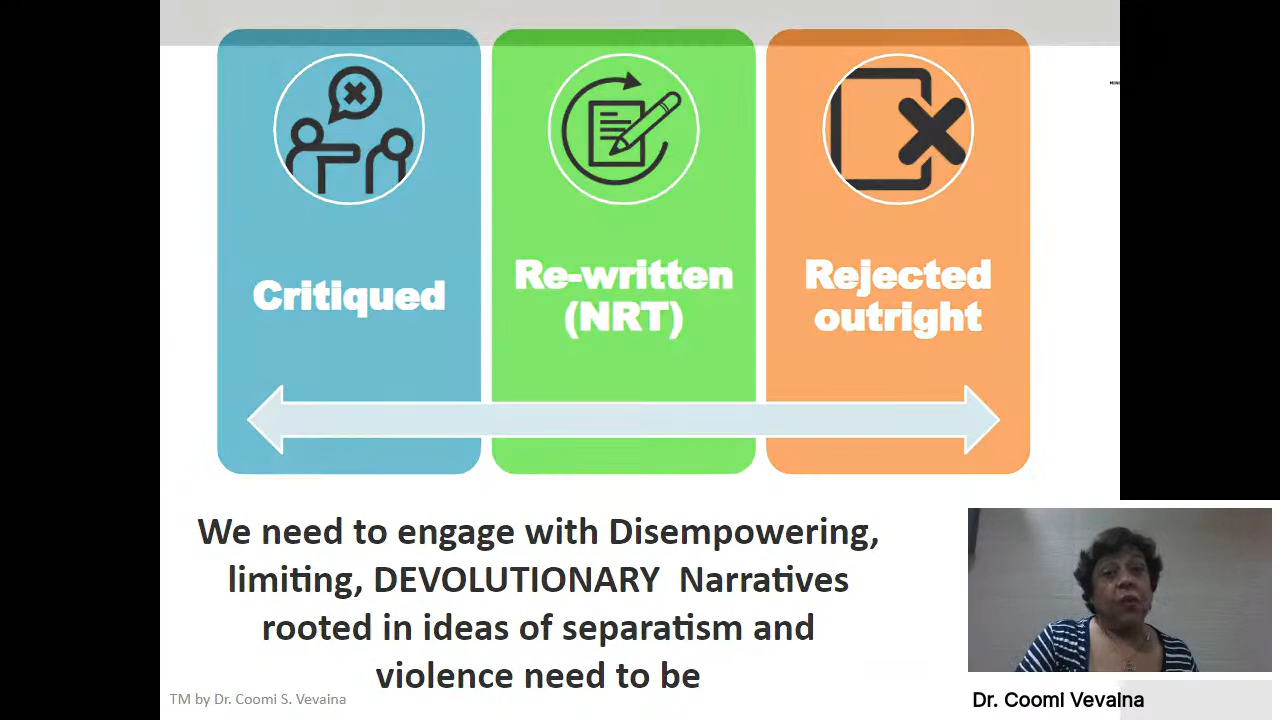 Critiqued
Re-written
(NRT)
Rejected
outright
We need to engage with Disempowering,
limiting, DEVOLUTIONARY Narratives
rooted in ideas of separatism and
violence need to be
TM by Dr. Coomi S. Vevaina
Dr. Coomi Vevaina